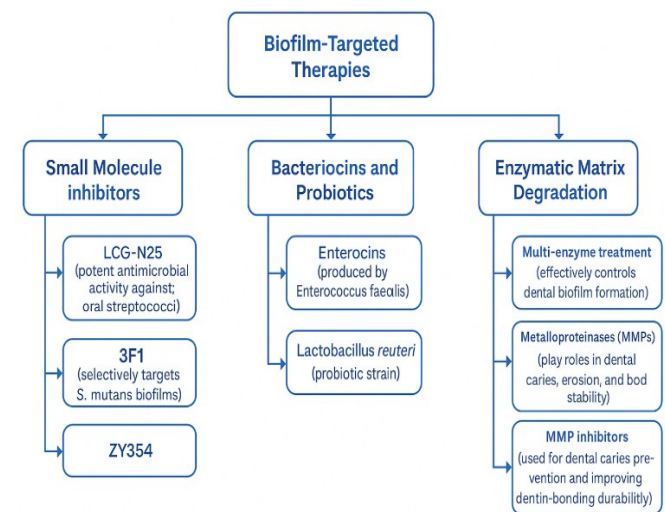 Biofilm-Targeted
Therapies
Small Molecule
inhibitors
LCG-N25
(potent antimicrobial
activity against;
oral streptococci)
3F1
(selectively targets
S. mutans biofilms)
ZY354
Bacteriocins and
Probiotics
Enterocins
(produced by
Enterococcus faecalis)
Lactobacillus reuteri
(probiotic strain)
Enzymatic Matrix
Degradation
Multi-enzyme treatment
(effectively controls
dental biofilm formation)
Metalloproteinases (MMPs)
(play roles in dental
caries, erosion, and bod
stability)
MMP inhibitors
(used for dental caries pre-
vention and improving
dentin-bonding durabilitly)